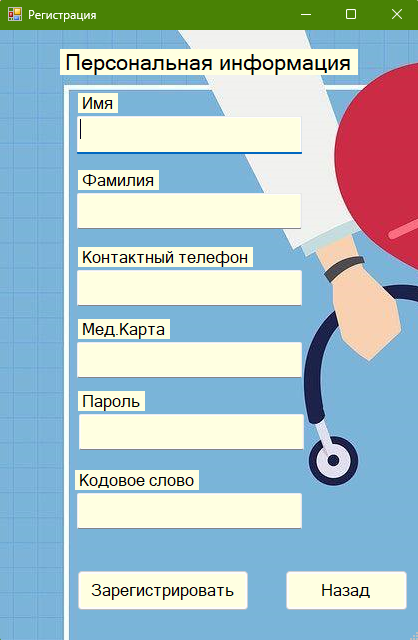 Регистрация
Персональная информация
Имя
Фамилия
Контактный телефон
Мед.Карта
Пароль
Кодовое слово
Зарегистрировать
Назад